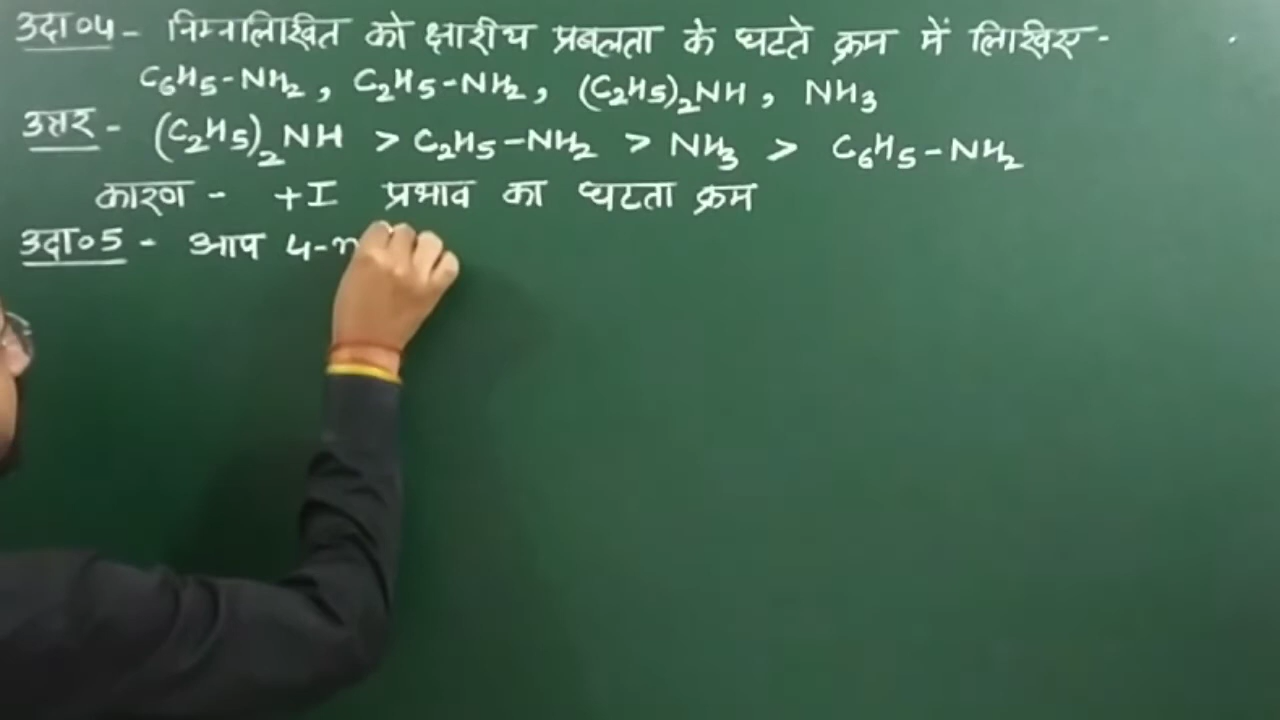 उदा०4 - निम्नलिखित को क्षारीय प्रबलता के घटते क्रम में लिखिए -
C6H5-NH2, C2H5-NH2, (C2H5)2NH, NH3
उत्तर - (C2H5)2NH > C2H5-NH2 > NH3 > C6H5-NH2
कारण - +I प्रभाव का घटता क्रम
उदा०5 - आप 4-